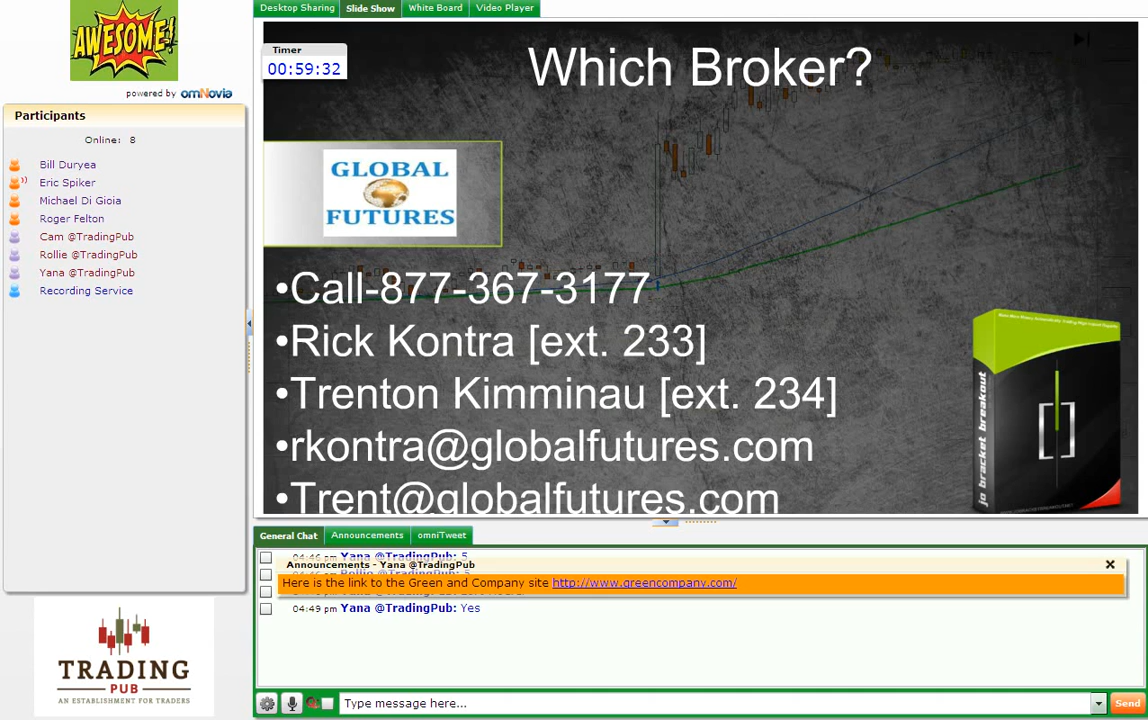 Desktop Sharing
Slide Show
White Board
Video Player
AWESOME!
powered by omNovia
Participants
Online: 8
Bill Duryea
Eric Spiker
Michael Di Gioia
Roger Felton
Cam @TradingPub
Rollie @TradingPub
Yana @TradingPub
Recording Service
TRADING
PUB
AN ESTABLISHMENT FOR TRADERS
Timer
00:59:32
Which Broker?
GLOBAL
FUTURES
•Call-877-367-3177
•Rick Kontra [ext. 233]
•Trenton Kimminau [ext. 234]
•rkontra@globalfutures.com
•Trent@globalfutures.com
jo bracket breakout
General Chat
Announcements
omniTweet
04:46 pm Yana @TradingPub: 5
Announcements - Yana @TradingPub
Here is the link to the Green and Company site http://www.greencompany.com/
04:49 pm Yana @TradingPub: Yes
Type message here...
Send